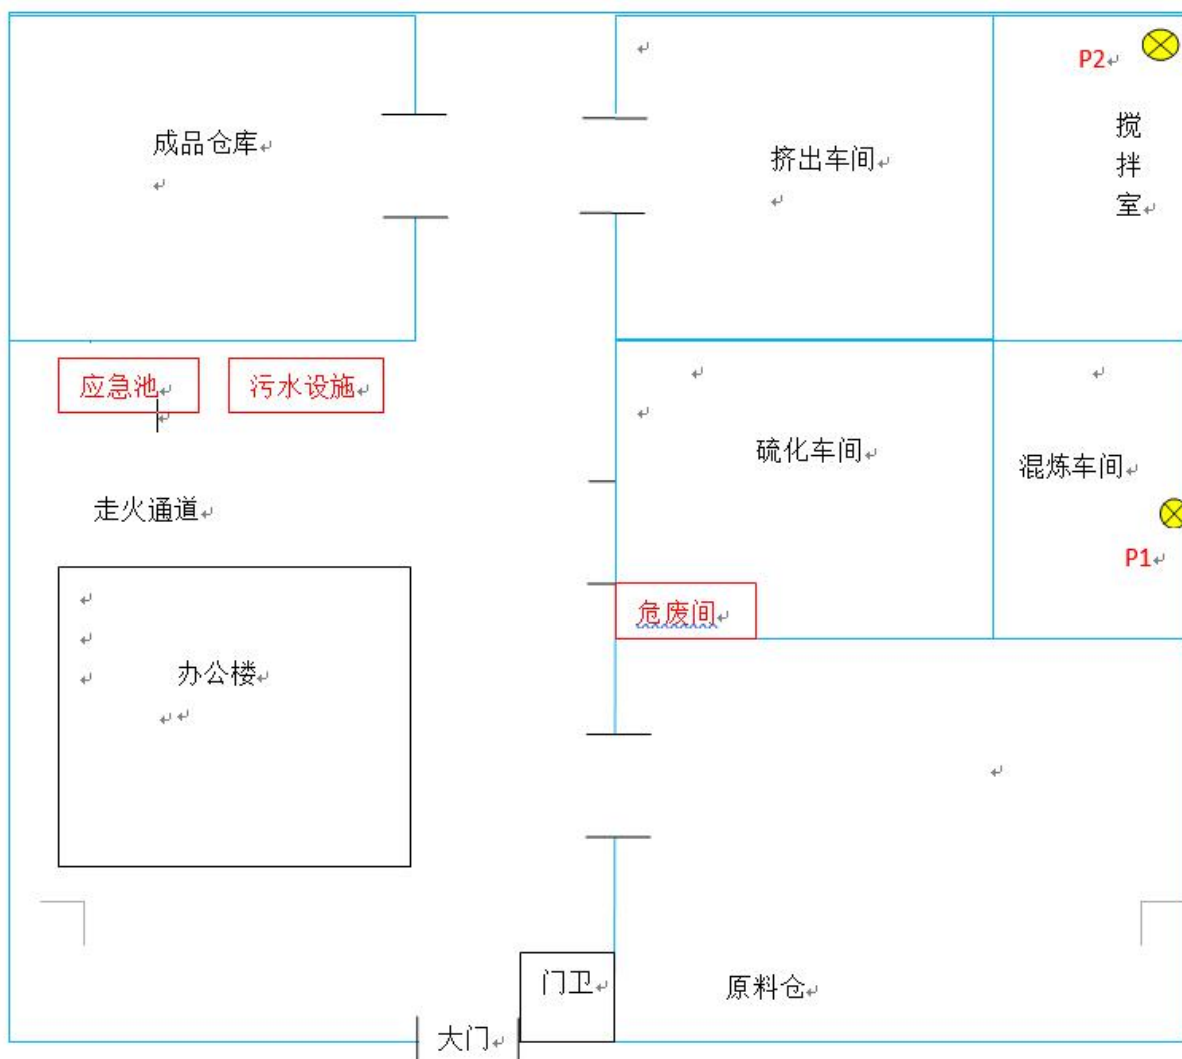 P2
成品仓库
挤出车间
搅
拌
室
应急池
污水设施
硫化车间
混炼车间
走火通道
P1
危废间
办公楼
门卫
原料仓
大门